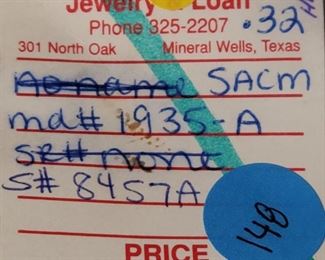 Jewelry Loan
Phone 325-2207 .32
301 North Oak Mineral Wells, Texas
no name SACM
md# 1935-A
se# none
S# 8457A
148
PRICE